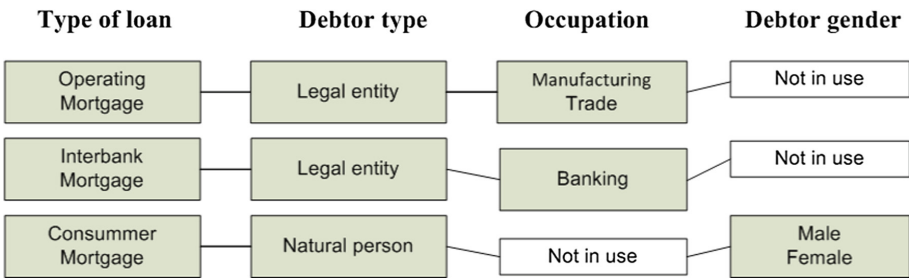 Type of loan
Debtor type
Occupation
Debtor gender
Operating
Mortgage
Legal entity
Manufacturing
Trade
Not in use
Interbank
Mortgage
Legal entity
Banking
Not in use
Consummer
Mortgage
Natural person
Not in use
Male
Female